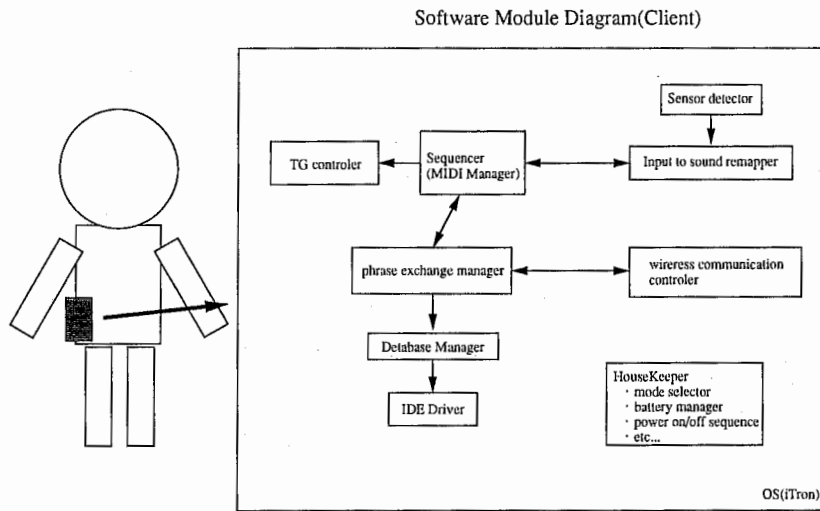 Software Module Diagram(Client)
Sensor detector
TG controler
Sequencer
(MIDI Manager)
Input to sound remapper
phrase exchange manager
wireress communication
controler
Detabase Manager
IDE Driver
HouseKeeper
・mode selector
・battery manager
・power on/off sequence
・etc...
OS(iTron)